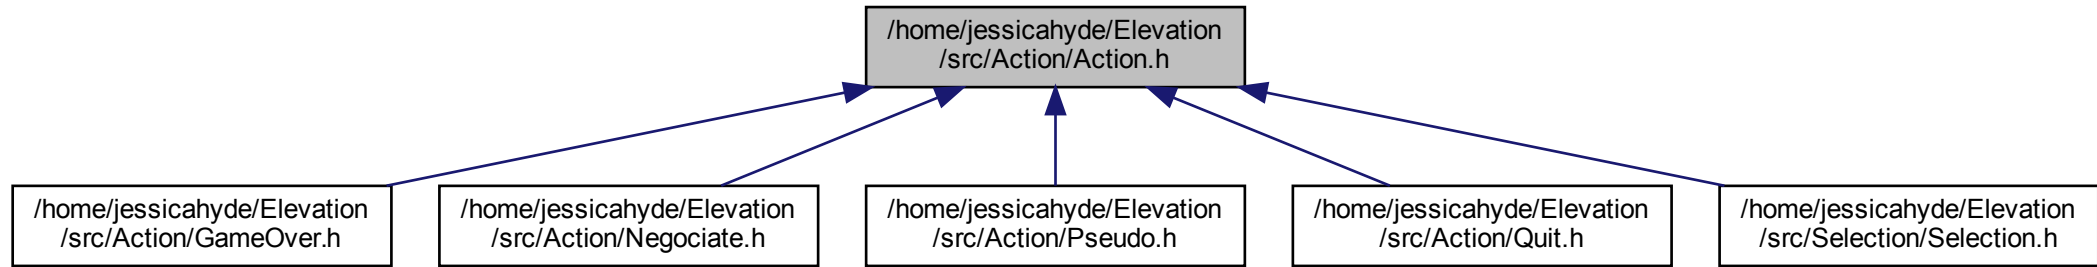 /home/jessicahyde/Elevation
/src/Action/Action.h
/home/jessicahyde/Elevation
/src/Action/GameOver.h
/home/jessicahyde/Elevation
/src/Action/Negociate.h
/home/jessicahyde/Elevation
/src/Action/Pseudo.h
/home/jessicahyde/Elevation
/src/Action/Quit.h
/home/jessicahyde/Elevation
/src/Selection/Selection.h